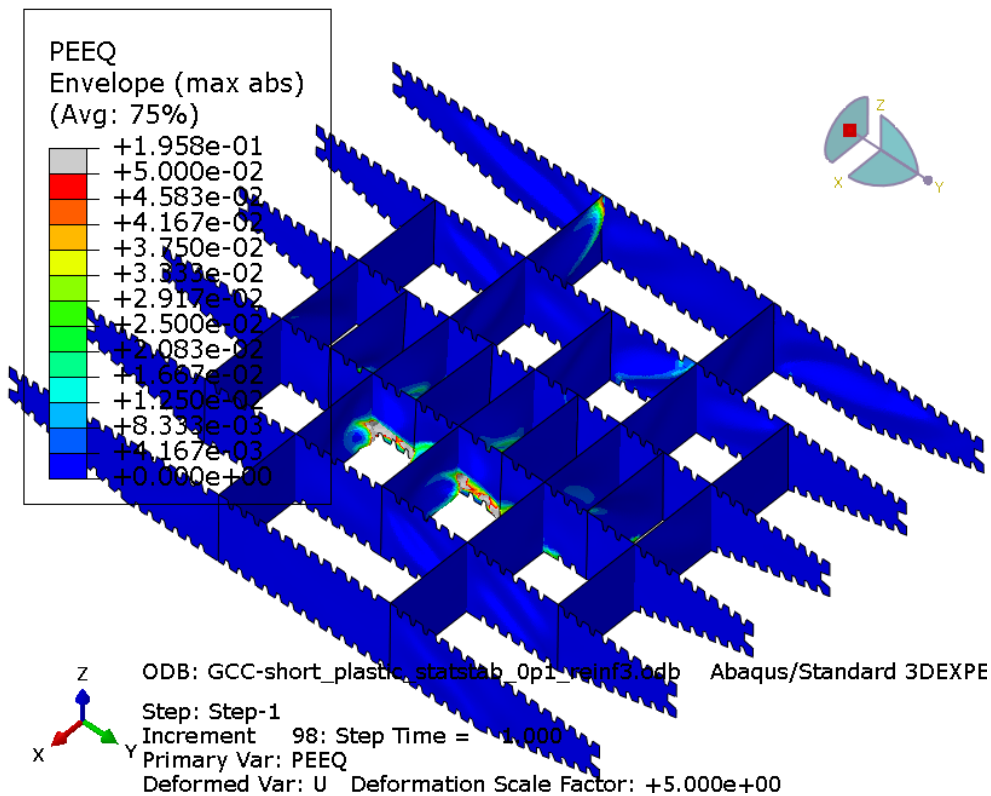 PEEQ
Envelope (max abs)
(Avg: 75%)
+1.958e-01
+5.000e-02
+4.583e-02
+4.167e-02
+3.750e-02
+3.333e-02
+2.917e-02
+2.500e-02
+2.083e-02
+1.667e-02
+1.250e-02
+8.333e-03
+4.167e-03
+0.000e+00
Z
X
Y
ODB: GCC-short_plastic_statstab_0p1_reinf3.odb Abaqus/Standard 3DEXPE
Z
X
Y
Step: Step-1
Increment 98: Step Time = 1.000
Primary Var: PEEQ
Deformed Var: U Deformation Scale Factor: +5.000e+00